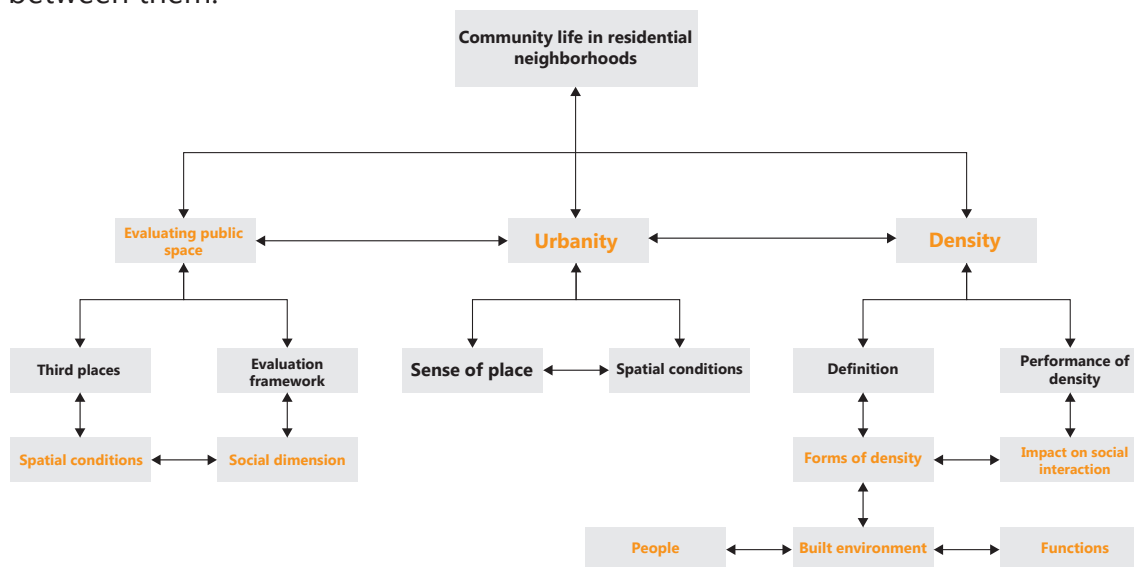 between them.
Community life in residential
neighborhoods
Evaluating public
space
Urbanity
Density
Third places
Evaluation
framework
Sense of place
Spatial conditions
Definition
Performance of
density
Spatial conditions
Social dimension
Forms of density
Impact on social
interaction
People
Built environment
Functions